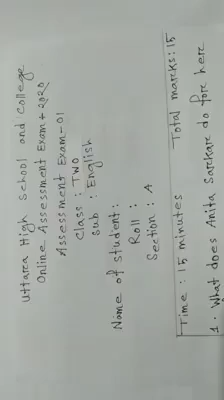 Uttara High School and College
Online Assessment Exam-2020
Assessment Exam-01
Class : TWO
Sub : English
Name of student:
Roll :
Section : A
Time : 15 minutes Total marks: 15
1. What does Anita Sarkar do for here